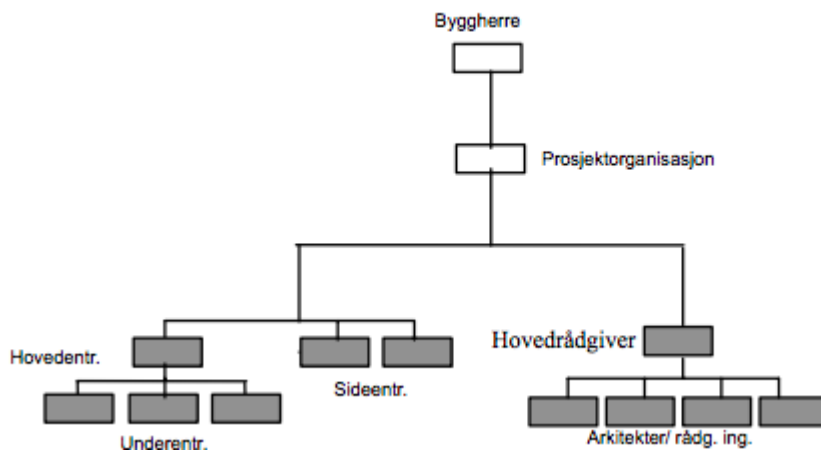 Byggherre
Prosjektorganisasjon
Hovedentr.
Sideentr.
Underentr.
Hovedrådgiver
Arkitekter/ rådg. ing.